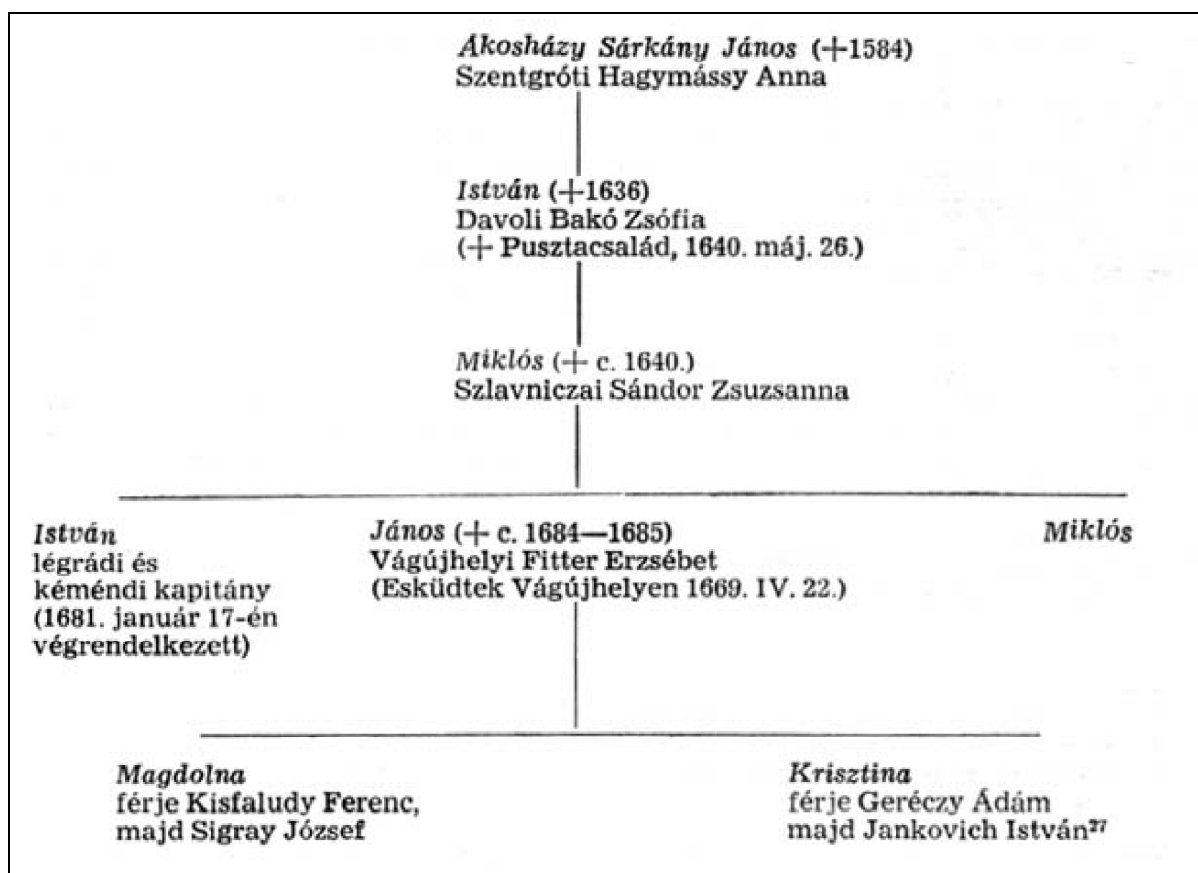 Ákosházy Sárkány János (+1584)
Szentgróti Hagymássy Anna
István (+1636)
Davoli Bakó Zsófia
(+ Pusztacsalád, 1640. máj. 26.)
Miklós (+ c. 1640.)
Szlavniczai Sándor Zsuzsanna
István
légrádi és
kéméndi kapitány
(1681. január 17-én
végrendelkezett)
János (+ c. 1684—1685)
Vágújhelyi Fitter Erzsébet
(Esküdtek Vágújhelyen 1669. IV. 22.)
Miklós
Magdolna
férje Kisfaludy Ferenc,
majd Sigray József
Krisztina
férje Geréczy Ádám
majd Jankovich István²⁷